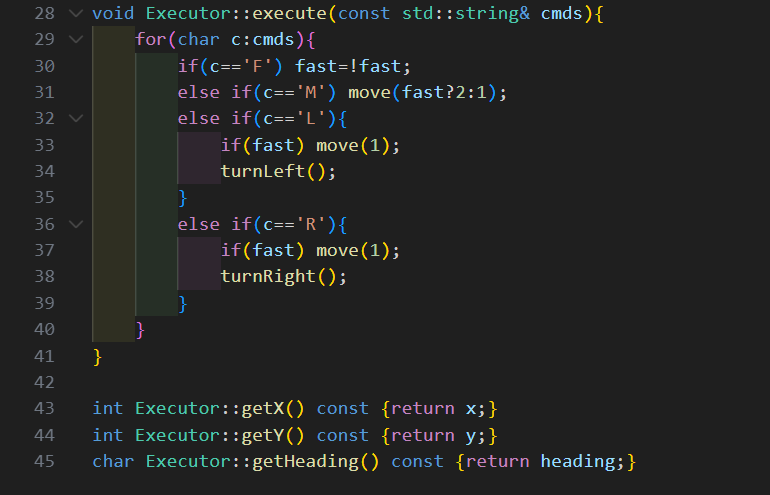 28 void Executor::execute(const std::string& cmds){
29     for(char c:cmds){
30         if(c=='F') fast=!fast;
31         else if(c=='M') move(fast?2:1);
32         else if(c=='L'){
33             if(fast) move(1);
34             turnLeft();
35         }
36         else if(c=='R'){
37             if(fast) move(1);
38             turnRight();
39         }
40     }
41 }
42
43 int Executor::getX() const {return x;}
44 int Executor::getY() const {return y;}
45 char Executor::getHeading() const {return heading;}